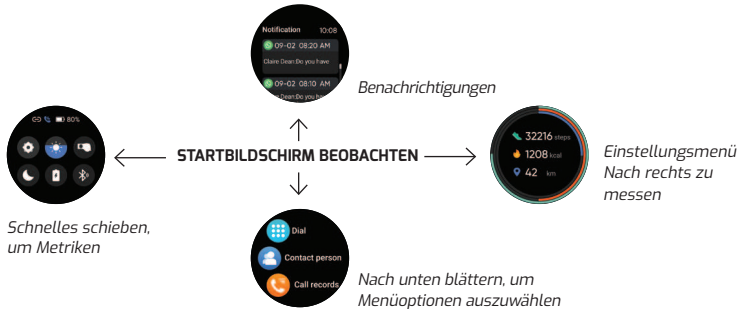 Notification 10:08
09-02 08:20 AM
Claire Dean:Do you have
09-02 08:10 AM
Dean:Do you have
Benachrichtigungen
80%
STARTBILDSCHIRM BEOBACHTEN
32216 steps
1208 kcal
42 km
Einstellungsmenü
Nach rechts zu
messen
Schnelles schieben,
um Metriken
Dial
Contact person
Call records
Nach unten blättern, um
Menüoptionen auszuwählen